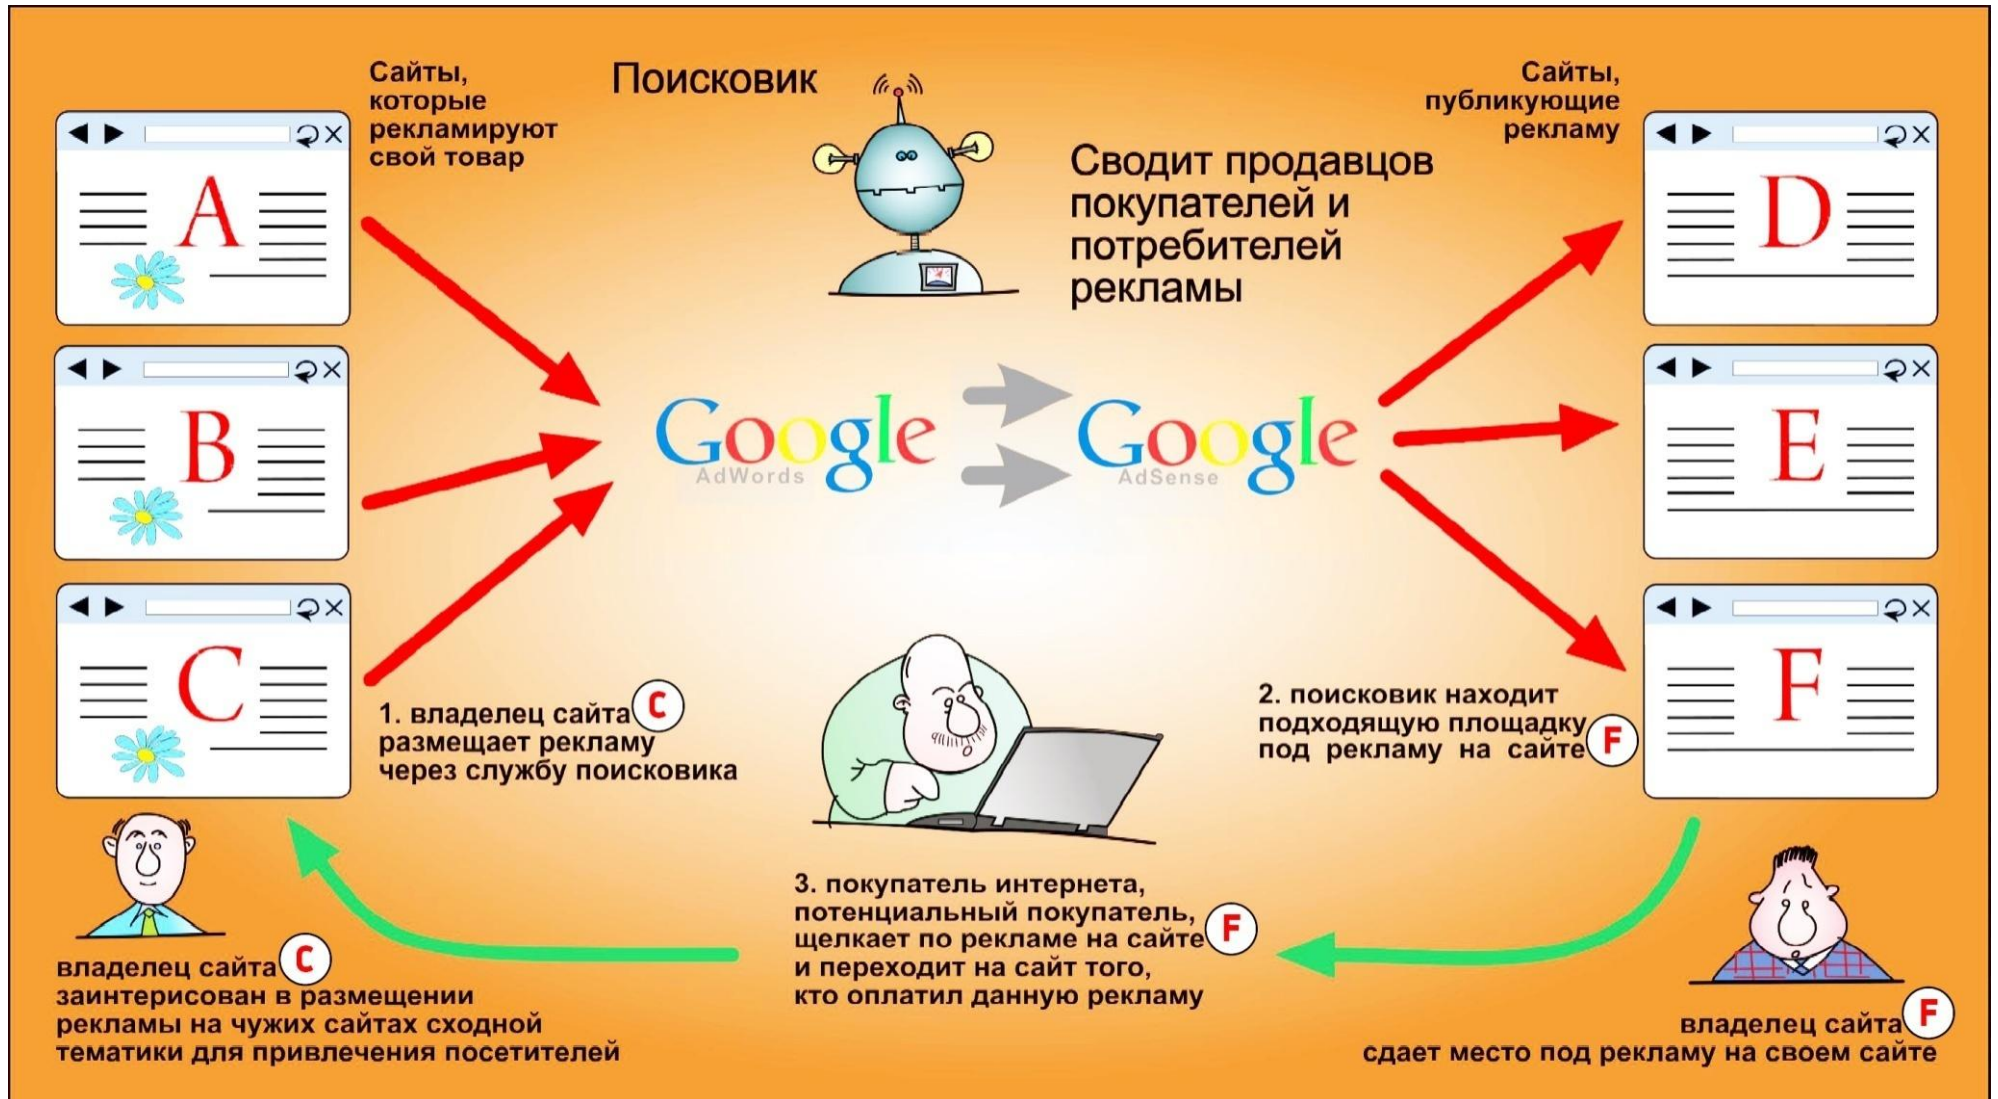 Сайты,
которые
рекламируют
свой товар
Поисковик
Сводит продавцов
покупателей и
потребителей
рекламы
Сайты,
публикующие
рекламу
A
B
C
Google
AdWords
Google
AdSense
D
E
F
1. владелец сайта C
размещает рекламу
через службу поисковика
2. поисковик находит
подходящую площадку
под рекламу на сайте F
3. покупатель интернета,
потенциальный покупатель,
щелкает по рекламе на сайте F
и переходит на сайт того,
кто оплатил данную рекламу
владелец сайта C
заинтерисован в размещении
рекламы на чужих сайтах сходной
тематики для привлечения посетителей
владелец сайта F
сдает место под рекламу на своем сайте